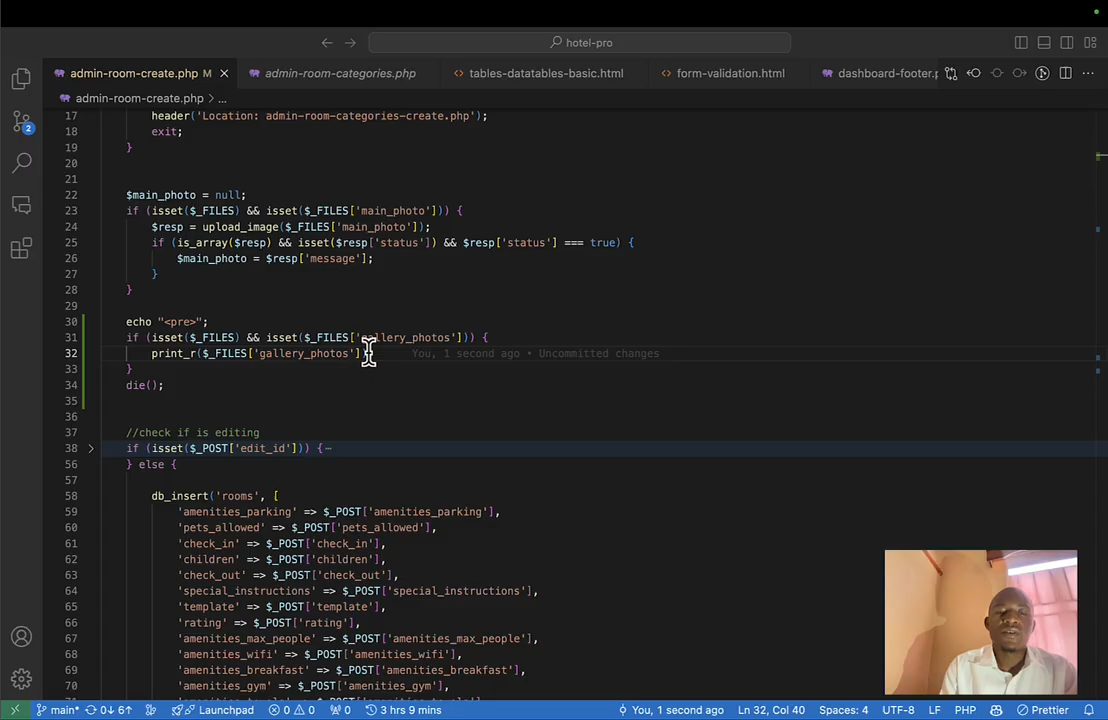 hotel-pro
admin-room-create.php M
admin-room-categories.php
tables-datatables-basic.html
form-validation.html
dashboard-footer.p
admin-room-create.php > ...
17 header('Location: admin-room-categories-create.php');
18 exit;
19 }
20
21
22 $main_photo = null;
23 if (isset($_FILES) && isset($_FILES['main_photo'])) {
24 $resp = upload_image($_FILES['main_photo']);
25 if (is_array($resp) && isset($resp['status']) && $resp['status'] === true) {
26 $main_photo = $resp['message'];
27 }
28 }
29
30 echo "<pre>";
31 if (isset($_FILES) && isset($_FILES['gallery_photos'])) {
32 print_r($_FILES['gallery_photos'] You, 1 second ago • Uncommitted changes
33 }
34 die();
35
36
37 //check if is editing
38 if (isset($_POST['edit_id'])) {
56 } else {
57
58 db_insert('rooms', [
59 'amenities_parking' => $_POST['amenities_parking'],
60 'pets_allowed' => $_POST['pets_allowed'],
61 'check_in' => $_POST['check_in'],
62 'children' => $_POST['children'],
63 'check_out' => $_POST['check_out'],
64 'special_instructions' => $_POST['special_instructions'],
65 'template' => $_POST['template'],
66 'rating' => $_POST['rating'],
67 'amenities_max_people' => $_POST['amenities_max_people'],
68 'amenities_wifi' => $_POST['amenities_wifi'],
69 'amenities_breakfast' => $_POST['amenities_breakfast'],
70 'amenities_gym' => $_POST['amenities_gym'],
2
main* 0↓ 6↑ Launchpad 0 0 0 3 hrs 9 mins You, 1 second ago Ln 32, Col 40 Spaces: 4 UTF-8 LF PHP Prettier